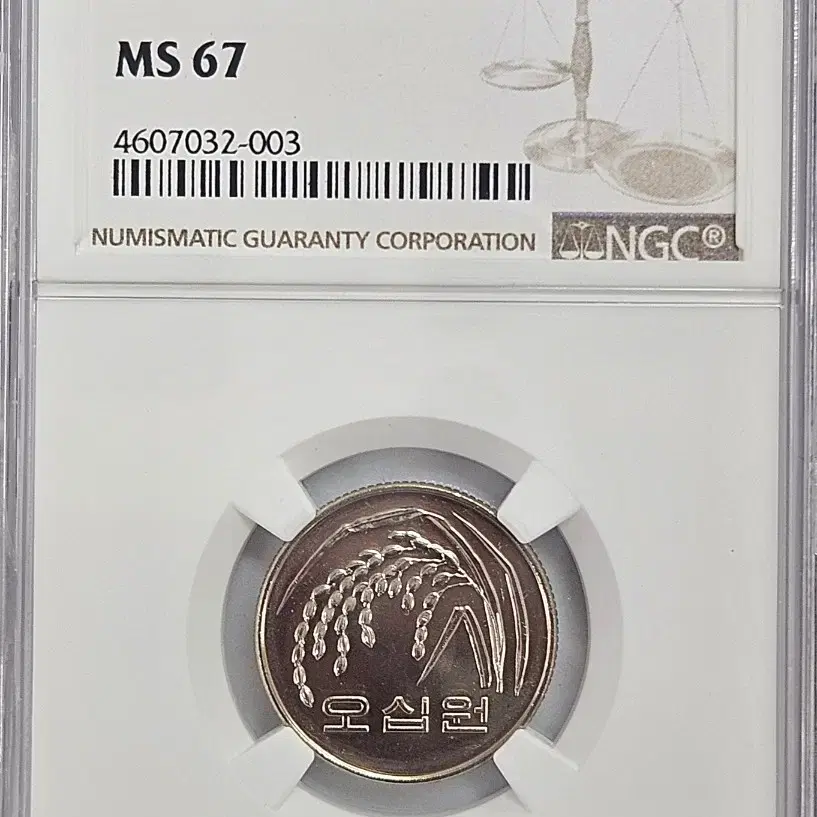 MS 67
4607032-003
NUMISMATIC GUARANTY CORPORATION NGC®
오십원